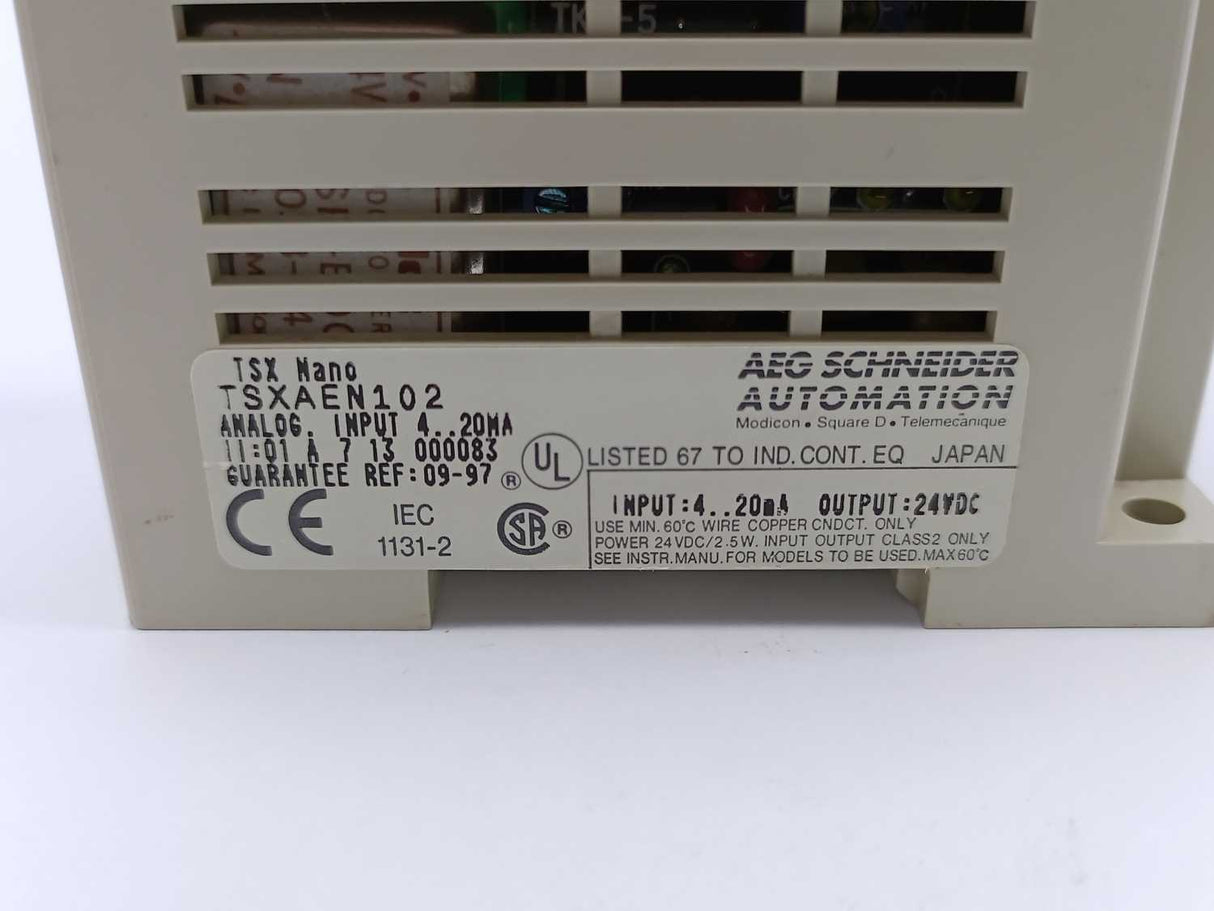 TSX Nano
TSXAEN102
ANALOG. INPUT 4..20MA
11:01 A 7 13 000083
GUARANTEE REF:09-97
AEG SCHNEIDER
AUTOMATION
Modicon • Square D • Telemecanique
UL ® LISTED 67 TO IND.CONT.EQ JAPAN
CE
IEC
1131-2
SA ®
INPUT:4..20mA OUTPUT:24VDC
USE MIN.60°C WIRE COPPER CNDCT. ONLY
POWER 24VDC/2.5W. INPUT OUTPUT CLASS2 ONLY
SEE INSTR.MANU.FOR MODELS TO BE USED.MAX60°C